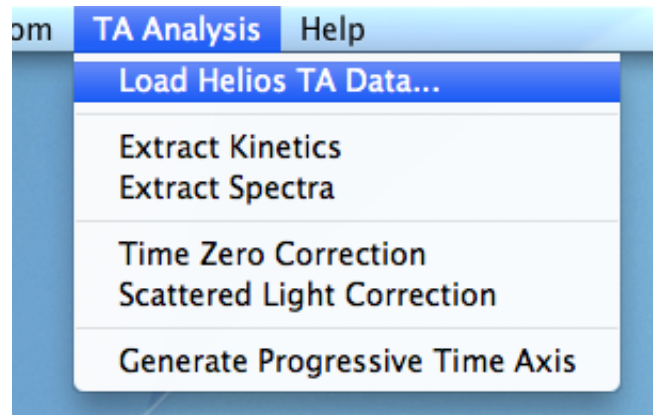 om TA Analysis Help
Load Helios TA Data...
Extract Kinetics
Extract Spectra
Time Zero Correction
Scattered Light Correction
Generate Progressive Time Axis